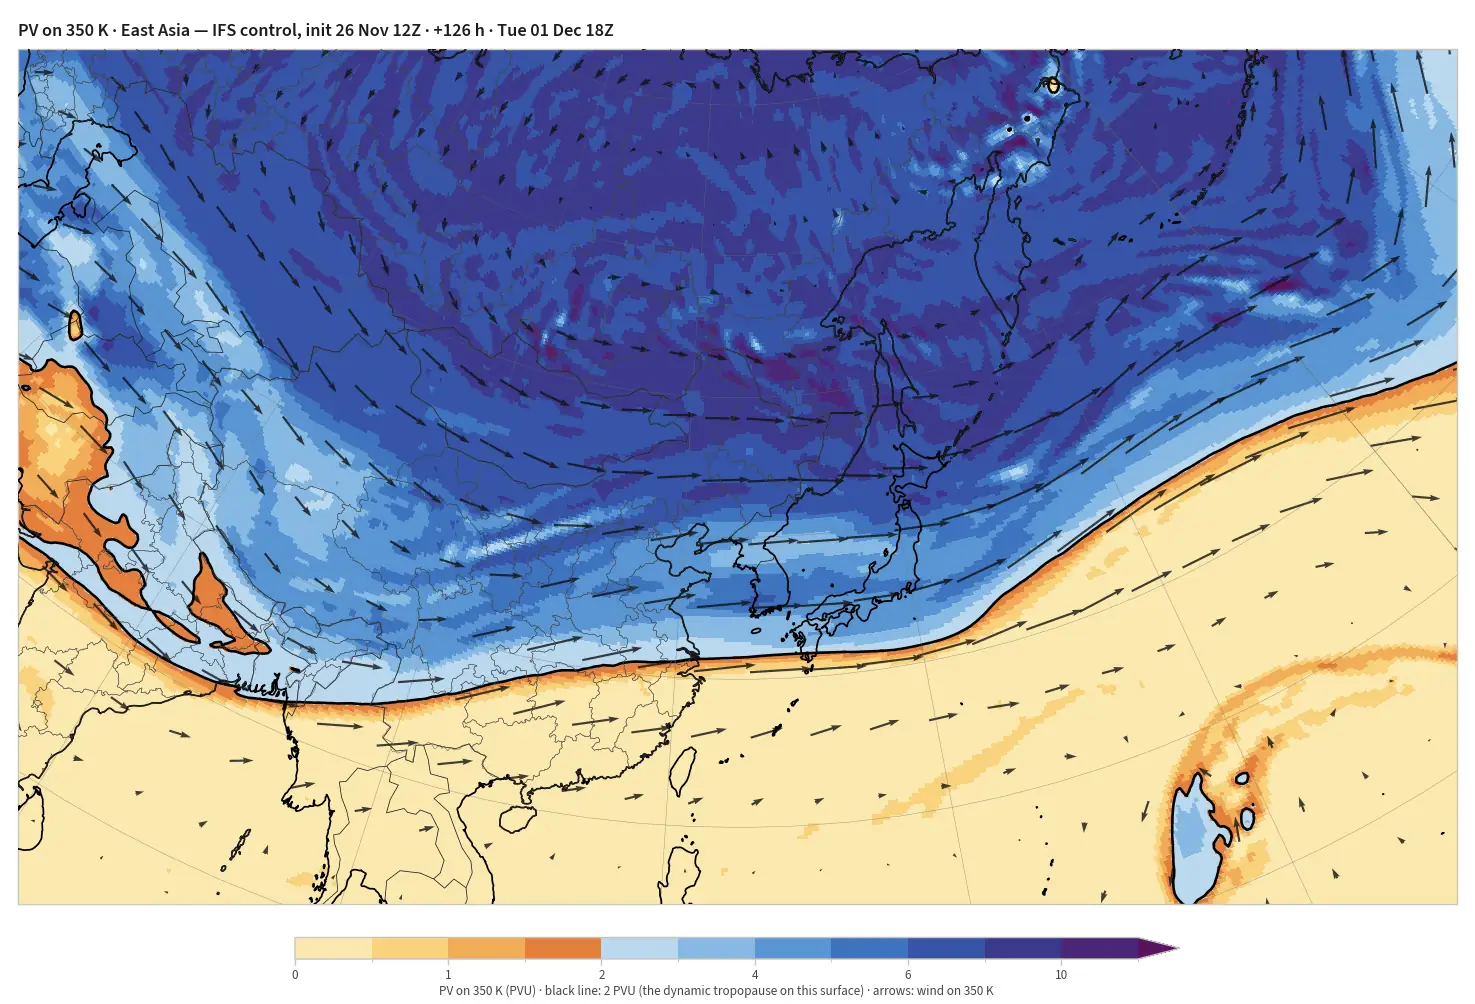 PV on 350 K · East Asia — IFS control, init 26 Nov 12Z · +126 h · Tue 01 Dec 18Z
0 1 2 4 6 10
PV on 350 K (PVU) · black line: 2 PVU (the dynamic tropopause on this surface) · arrows: wind on 350 K